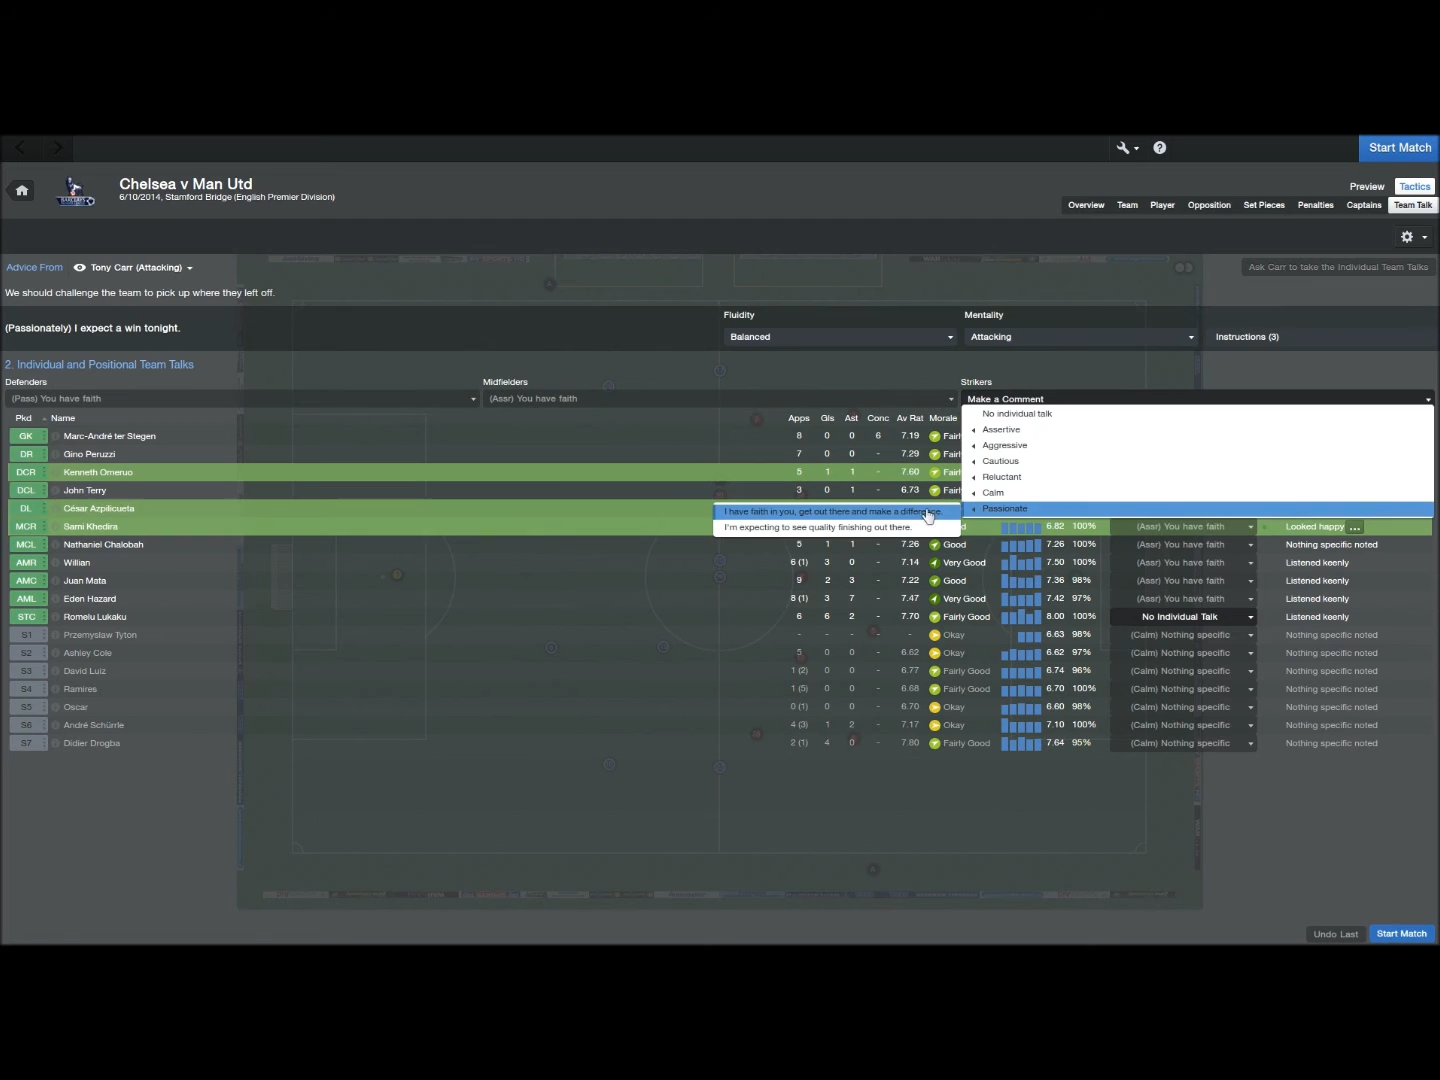 Start Match
Chelsea v Man Utd
6/10/2014, Stamford Bridge (English Premier Division)
Preview Tactics
Overview Team Player Opposition Set Pieces Penalties Captains Team Talk
Advice From Tony Carr (Attacking) Ask Carr to take the Individual Team Talks
We should challenge the team to pick up where they left off.
Fluidity Mentality
(Passionately) I expect a win tonight.
Balanced Attacking Instructions (3)
2. Individual and Positional Team Talks
Defenders Midfielders Strikers
(Pass) You have faith (Assr) You have faith Make a Comment
No individual talk
Assertive
Aggressive
Cautious
Reluctant
Calm
Passionate
I have faith in you, get out there and make a difference.
I'm expecting to see quality finishing out there.
Pkd Name Apps Gls Ast Conc Av Rat Morale
GK Marc-André ter Stegen 8 0 0 6 7.19
DR Gino Peruzzi 7 0 0 - 7.29
DCR Kenneth Omeruo 5 1 1 - 7.60
DCL John Terry 3 0 1 - 6.73
DL César Azpilicueta
MCR Sami Khedira 6.82 100% (Assr) You have faith Looked happy ...
MCL Nathaniel Chalobah 5 1 1 - 7.26 Good 7.26 100% (Assr) You have faith Nothing specific noted
AMR Willian 6 (1) 3 0 - 7.14 Very Good 7.50 100% (Assr) You have faith Listened keenly
AMC Juan Mata 9 2 3 - 7.22 Good 7.36 98% (Assr) You have faith Listened keenly
AML Eden Hazard 8 (1) 3 7 - 7.47 Very Good 7.42 97% (Assr) You have faith Listened keenly
STC Romelu Lukaku 6 6 2 - 7.70 Fairly Good 8.00 100% No Individual Talk Listened keenly
S1 Przemyslaw Tyton - - - - - Okay 6.63 98% (Calm) Nothing specific Nothing specific noted
S2 Ashley Cole 5 0 0 - 6.62 Okay 6.62 97% (Calm) Nothing specific Nothing specific noted
S3 David Luiz 1 (2) 0 0 - 6.77 Fairly Good 6.74 96% (Calm) Nothing specific Nothing specific noted
S4 Ramires 1 (5) 0 0 - 6.68 Fairly Good 6.70 100% (Calm) Nothing specific Nothing specific noted
S5 Oscar 0 (1) 0 0 - 6.70 Okay 6.60 98% (Calm) Nothing specific Nothing specific noted
S6 André Schürrle 4 (3) 1 2 - 7.17 Okay 7.10 100% (Calm) Nothing specific Nothing specific noted
S7 Didier Drogba 2 (1) 4 0 - 7.80 Fairly Good 7.64 95% (Calm) Nothing specific Nothing specific noted
Undo Last Start Match